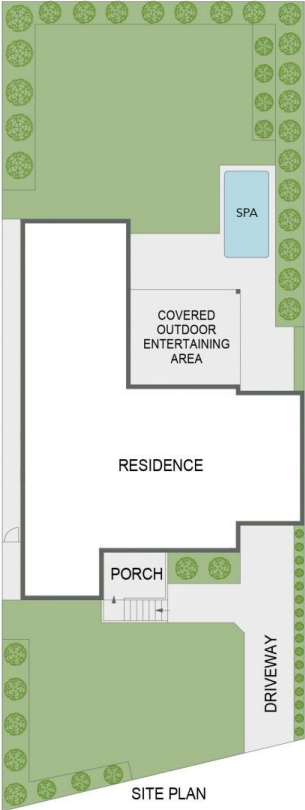 SPA
COVERED
OUTDOOR
ENTERTAINING
AREA
RESIDENCE
PORCH
DRIVEWAY
SITE PLAN